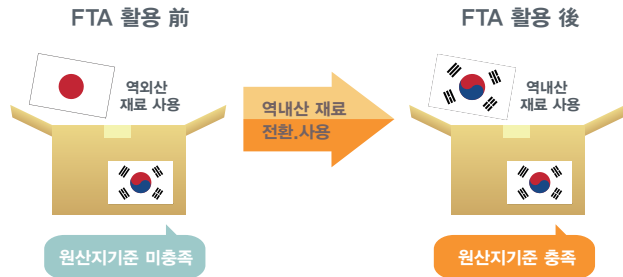 FTA 활용 前
FTA 활용 後
역외산
재료 사용
역내산 재료
전환.사용
역내산
재료 사용
원산지기준 미충족
원산지기준 충족